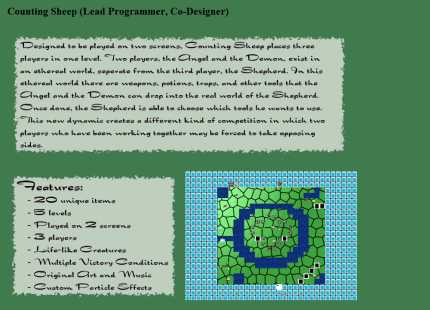 Counting Sheep (Lead Programmer, Co-Designer)
Designed to be played on two screens, Counting Sheep places three
players in one level. Two players, the Angel and the Demon, exist in
an ethereal world, seperate from the third player, the Shepherd. In this
ethereal world there are weapons, potions, traps, and other tools that the
Angel and the Demon can drop into the real world of the Shepherd.
Once done, the Shepherd is able to choose which tools he wants to use.
This new dynamic creates a different kind of competition in which two
players who have been working together may be forced to take opposing
sides.
Features:
- 20 unique items
- 5 levels
- Played on 2 screens
- 3 players
- Life-like Creatures
- Multiple Victory Conditions
- Original Art and Music
- Custom Particle Effects